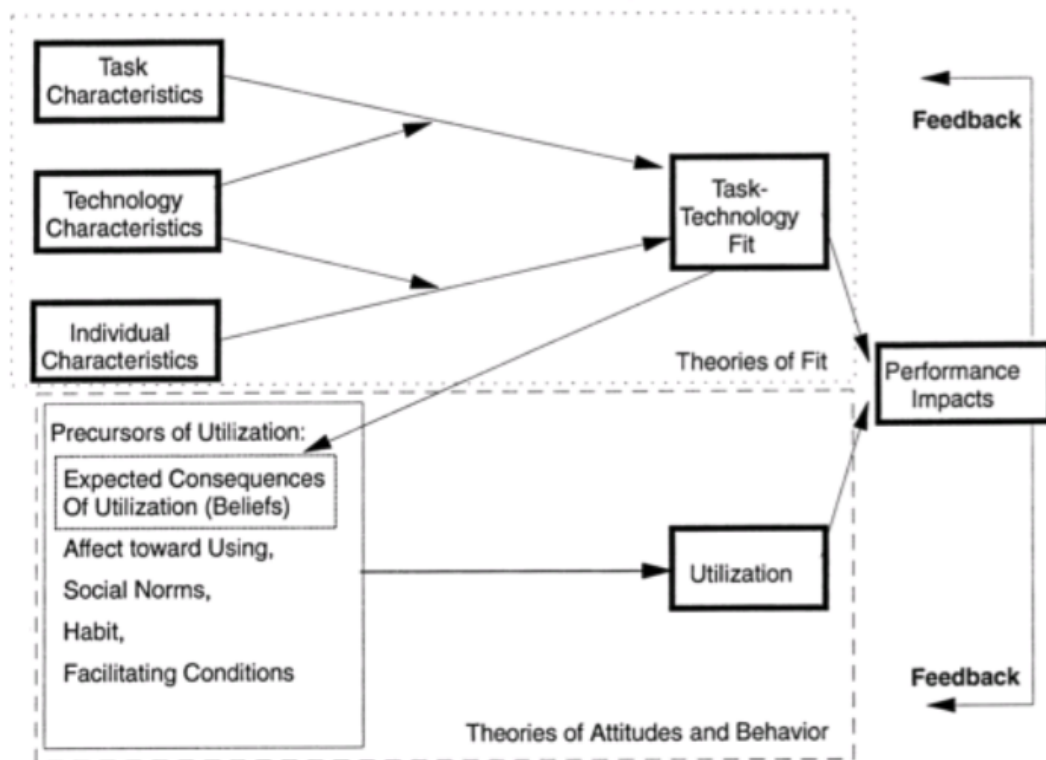 Task
Characteristics
Technology
Characteristics
Individual
Characteristics
Task-
Technology
Fit
Theories of Fit
Feedback
Performance
Impacts
Precursors of Utilization:
Expected Consequences
Of Utilization (Beliefs)
Affect toward Using,
Social Norms,
Habit,
Facilitating Conditions
Utilization
Theories of Attitudes and Behavior
Feedback